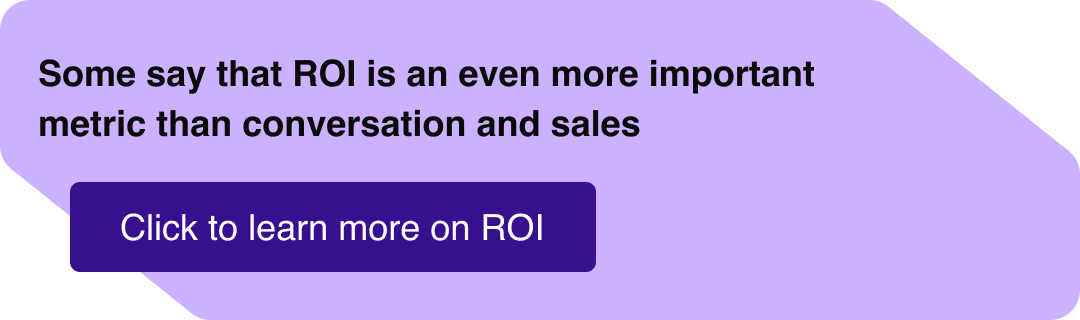 Some say that ROI is an even more important
metric than conversation and sales
Click to learn more on ROI